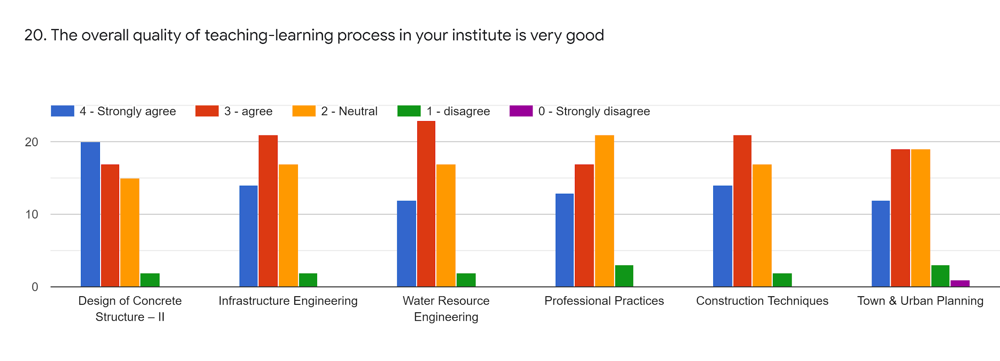 20. The overall quality of teaching-learning process in your institute is very good
4 - Strongly agree 3 - agree 2 - Neutral 1 - disagree 0 - Strongly disagree
20
10
0
Design of Concrete Structure – II
Infrastructure Engineering
Water Resource Engineering
Professional Practices
Construction Techniques
Town & Urban Planning